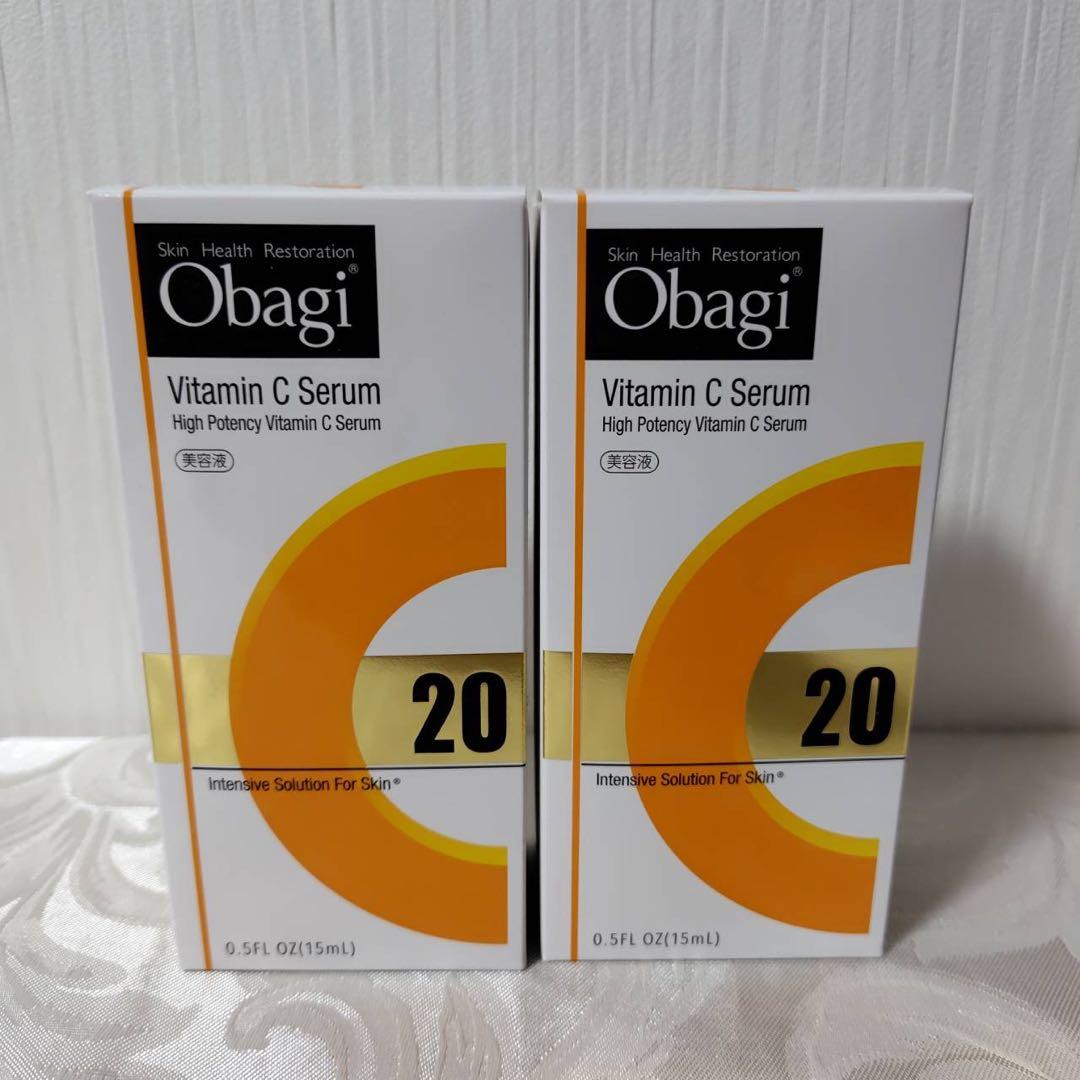 Skin Health Restoration
Obagi®
Vitamin C Serum
High Potency Vitamin C Serum
美容液
20
Intensive Solution For Skin®
0.5FL OZ(15mL)
Skin Health Restoration
Obagi®
Vitamin C Serum
High Potency Vitamin C Serum
美容液
20
Intensive Solution For Skin®
0.5FL OZ(15mL)